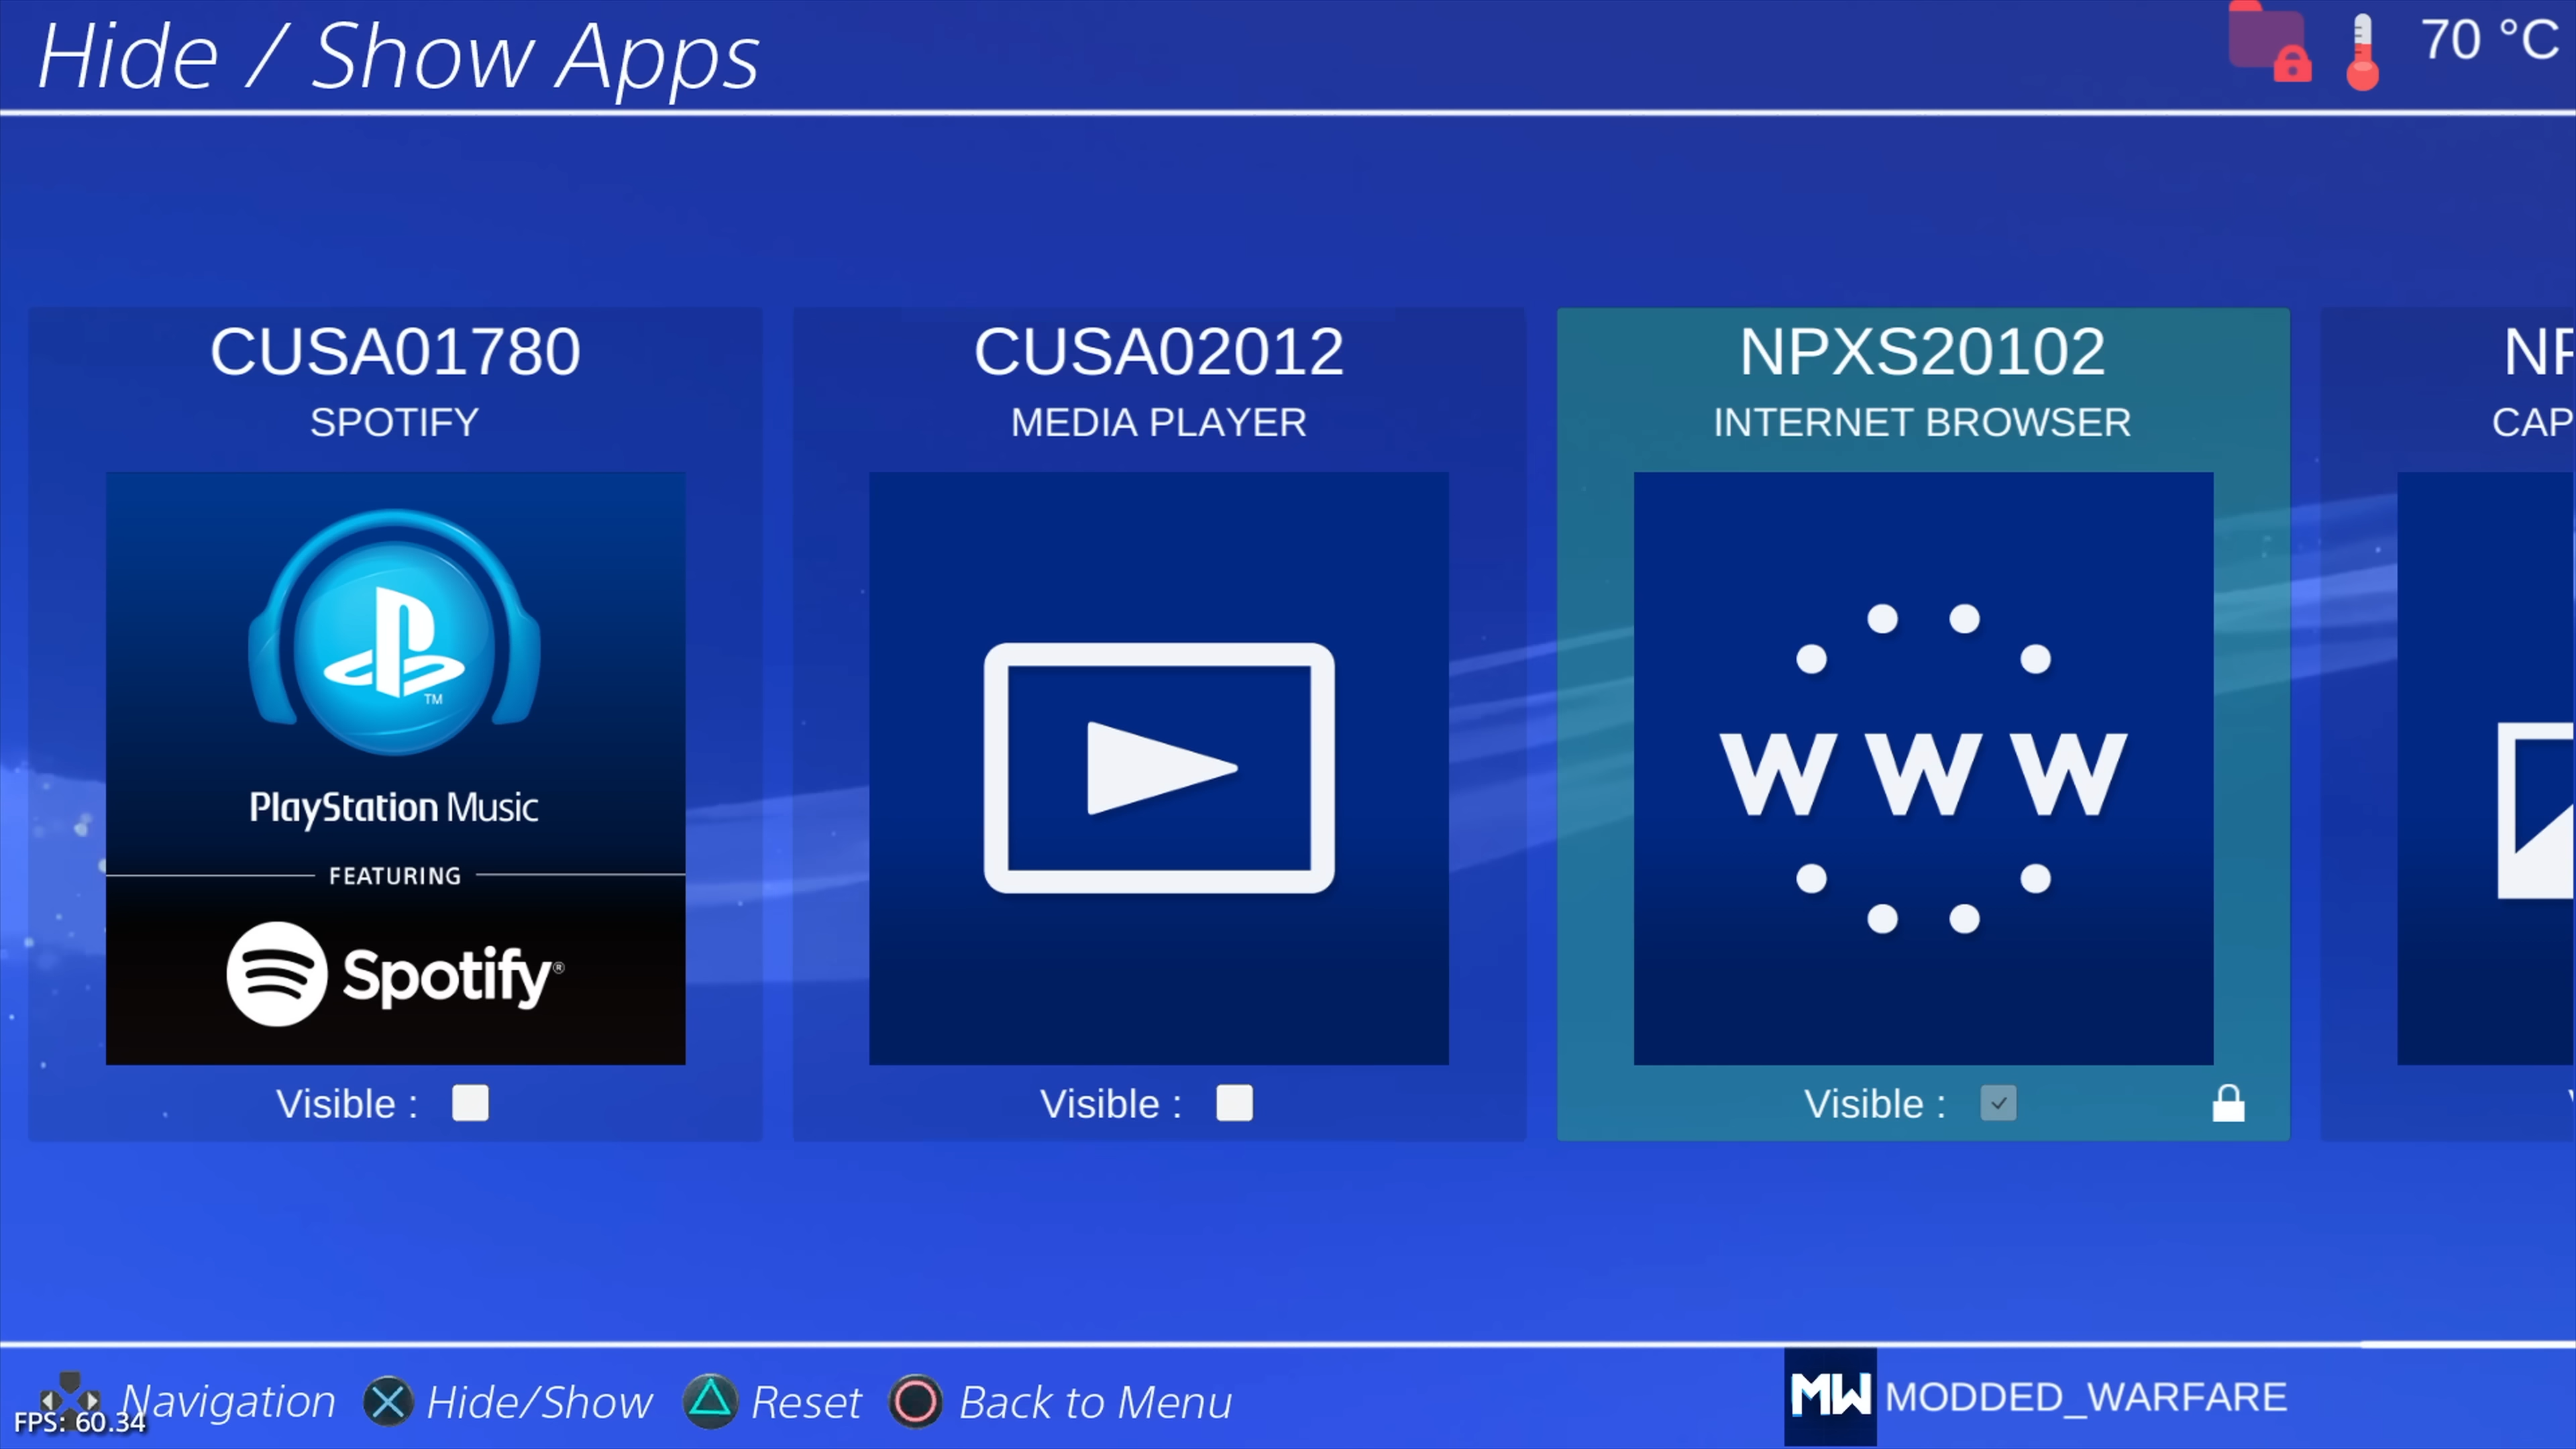 Hide / Show Apps
70 °C
CUSA01780
SPOTIFY
PlayStation Music
FEATURING
Spotify®
Visible :
CUSA02012
MEDIA PLAYER
Visible :
NPXS20102
INTERNET BROWSER
WWW
Visible :
CAP
Navigation
Hide/Show
Reset
Back to Menu
MW
MODDED_WARFARE
FPS: 60.34